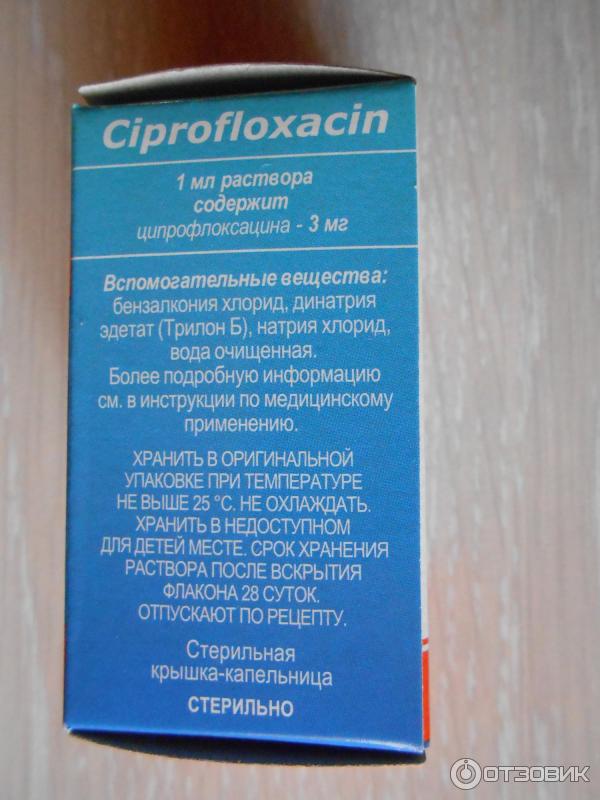 Ciprofloxacin
1 мл раствора
содержит
ципрофлоксацина - 3 мг
Вспомогательные вещества:
бензалкония хлорид, динатрия
эдетат (Трилон Б), натрия хлорид,
вода очищенная.
Более подробную информацию
см. в инструкции по медицинскому
применению.
ХРАНИТЬ В ОРИГИНАЛЬНОЙ
УПАКОВКЕ ПРИ ТЕМПЕРАТУРЕ
НЕ ВЫШЕ 25 °С. НЕ ОХЛАЖДАТЬ.
ХРАНИТЬ В НЕДОСТУПНОМ
ДЛЯ ДЕТЕЙ МЕСТЕ. СРОК ХРАНЕНИЯ
РАСТВОРА ПОСЛЕ ВСКРЫТИЯ
ФЛАКОНА 28 СУТОК.
ОТПУСКАЮТ ПО РЕЦЕПТУ.
Стерильная
крышка-капельница
СТЕРИЛЬНО
ОТЗОВИК